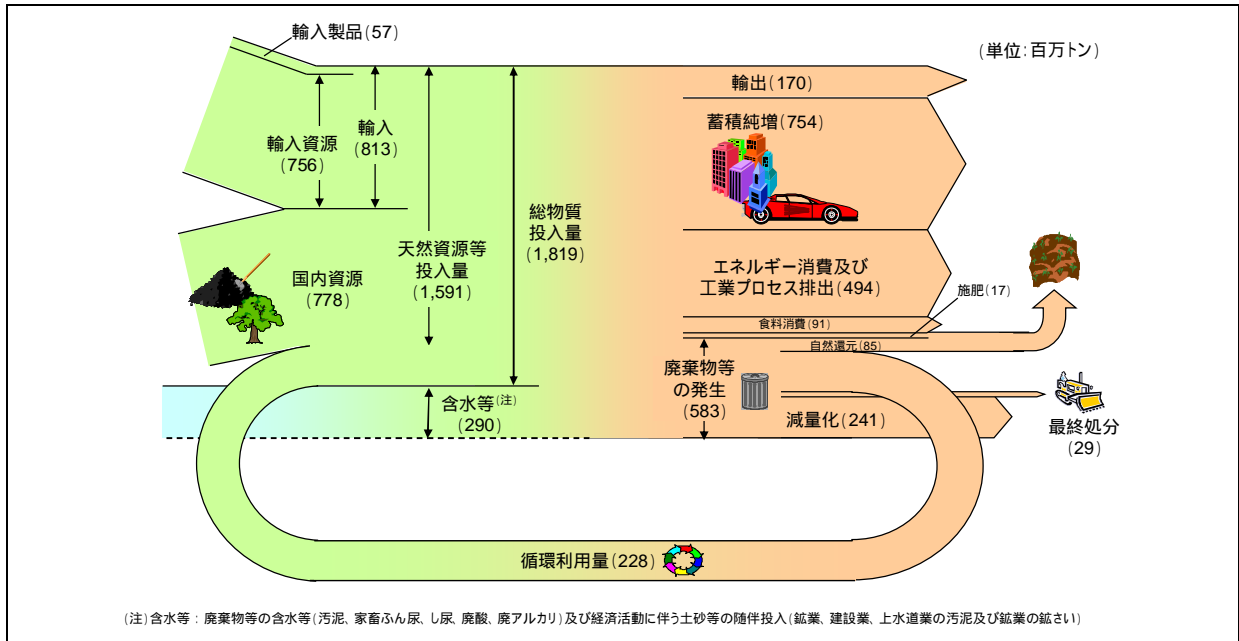 輸入製品(57)
(単位:百万トン)
輸入資源
(756)
輸入
(813)
国内資源
(778)
天然資源等
投入量
(1,591)
総物質
投入量
(1,819)
含水等(注)
(290)
輸出(170)
蓄積純増(754)
エネルギー消費及び
工業プロセス排出(494)
食料消費(91)
施肥(17)
自然還元(85)
廃棄物等
の発生
(583)
減量化(241)
最終処分
(29)
循環利用量(228)
(注)含水等:廃棄物等の含水等(汚泥、家畜ふん尿、し尿、廃酸、廃アルカリ)及び経済活動に伴う土砂等の随伴投入(鉱業、建設業、上水道業の汚泥及び鉱業の鉱さい)